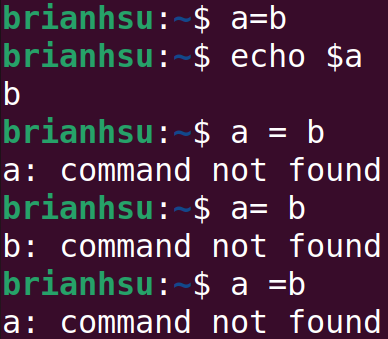 brianhsu:~$ a=b
brianhsu:~$ echo $a
b
brianhsu:~$ a = b
a: command not found
brianhsu:~$ a= b
b: command not found
brianhsu:~$ a =b
a: command not found